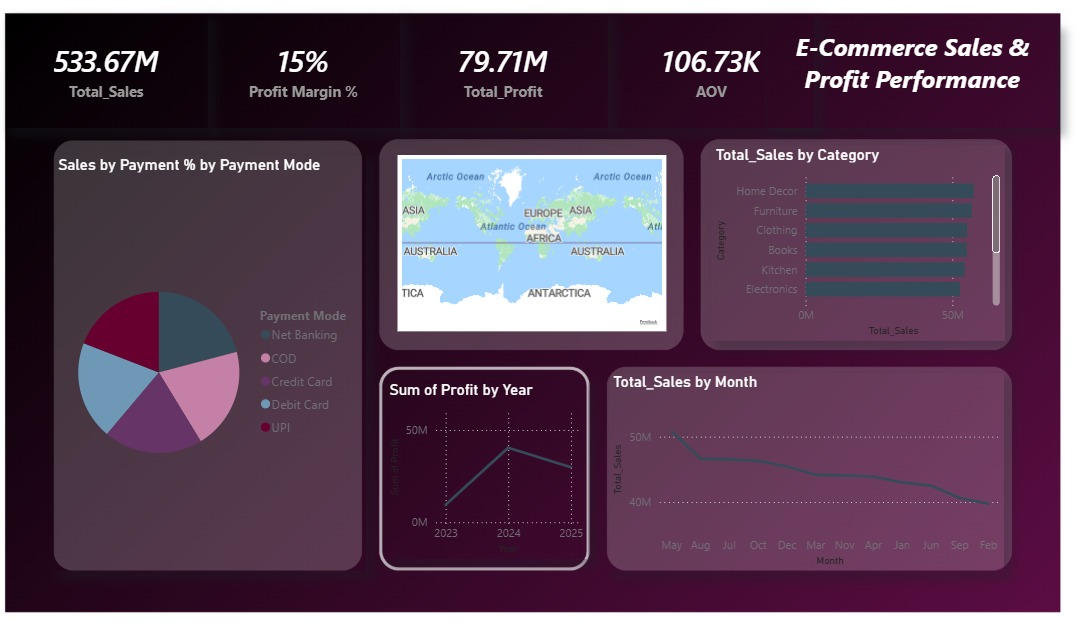 533.67M
Total_Sales
15%
Profit Margin %
79.71M
Total_Profit
106.73K
AOV
E-Commerce Sales &
Profit Performance
Sales by Payment % by Payment Mode
Payment Mode
Net Banking
COD
Credit Card
Debit Card
UPI
Arctic Ocean
Arctic Ocean
ASIA
EUROPE
ASIA
Atlantic Ocean
Atl
AFRICA
AUSTRALIA
AUSTRALIA
TICA
ANTARCTICA
Total_Sales by Category
Category
Home Decor
Furniture
Clothing
Books
Kitchen
Electronics
0M
50M
Total_Sales
Sum of Profit by Year
Sum of Profit
50M
0M
2023
2024
2025
Year
Total_Sales by Month
Total_Sales
50M
40M
May
Aug
Jul
Oct
Dec
Mar
Nov
Apr
Jan
Jun
Sep
Feb
Month